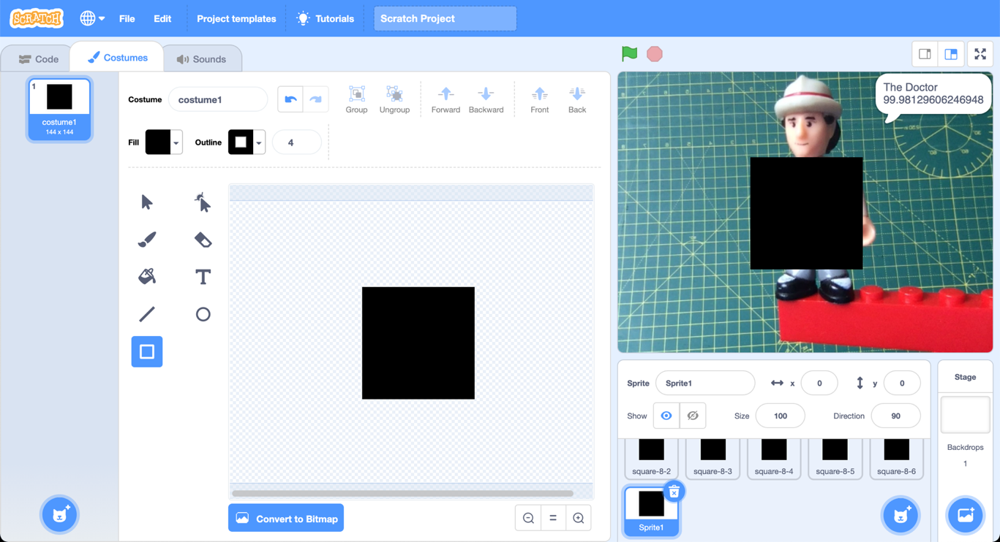 SCRATCH
File
Edit
Project templates
Tutorials
Scratch Project
Code
Costumes
Sounds
1
costume1
144 x 144
Costume
costume1
Group
Ungroup
Forward
Backward
Front
Back
Fill
Outline
4
T
Convert to Bitmap
The Doctor
99.98129606246948
Sprite
Sprite1
x
0
y
0
Show
Size
100
Direction
90
square-8-2
square-8-3
square-8-4
square-8-5
square-8-6
Sprite1
Stage
Backdrops
1